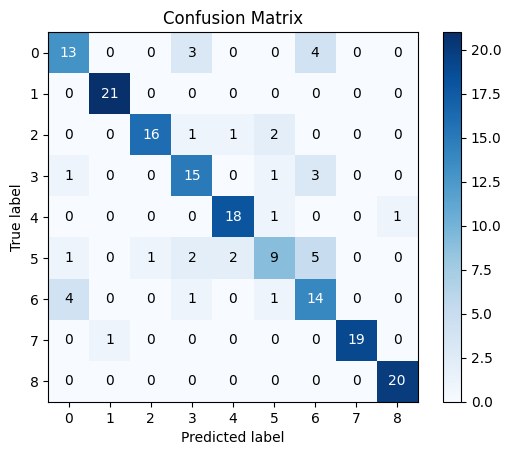 Confusion Matrix
True label
0 13 0 0 3 0 0 4 0 0
1 0 21 0 0 0 0 0 0 0
2 0 0 16 1 1 2 0 0 0
3 1 0 0 15 0 1 3 0 0
4 0 0 0 0 18 1 0 0 1
5 1 0 1 2 2 9 5 0 0
6 4 0 0 1 0 1 14 0 0
7 0 1 0 0 0 0 0 19 0
8 0 0 0 0 0 0 0 0 20
0 1 2 3 4 5 6 7 8
Predicted label
20.0
17.5
15.0
12.5
10.0
7.5
5.0
2.5
0.0